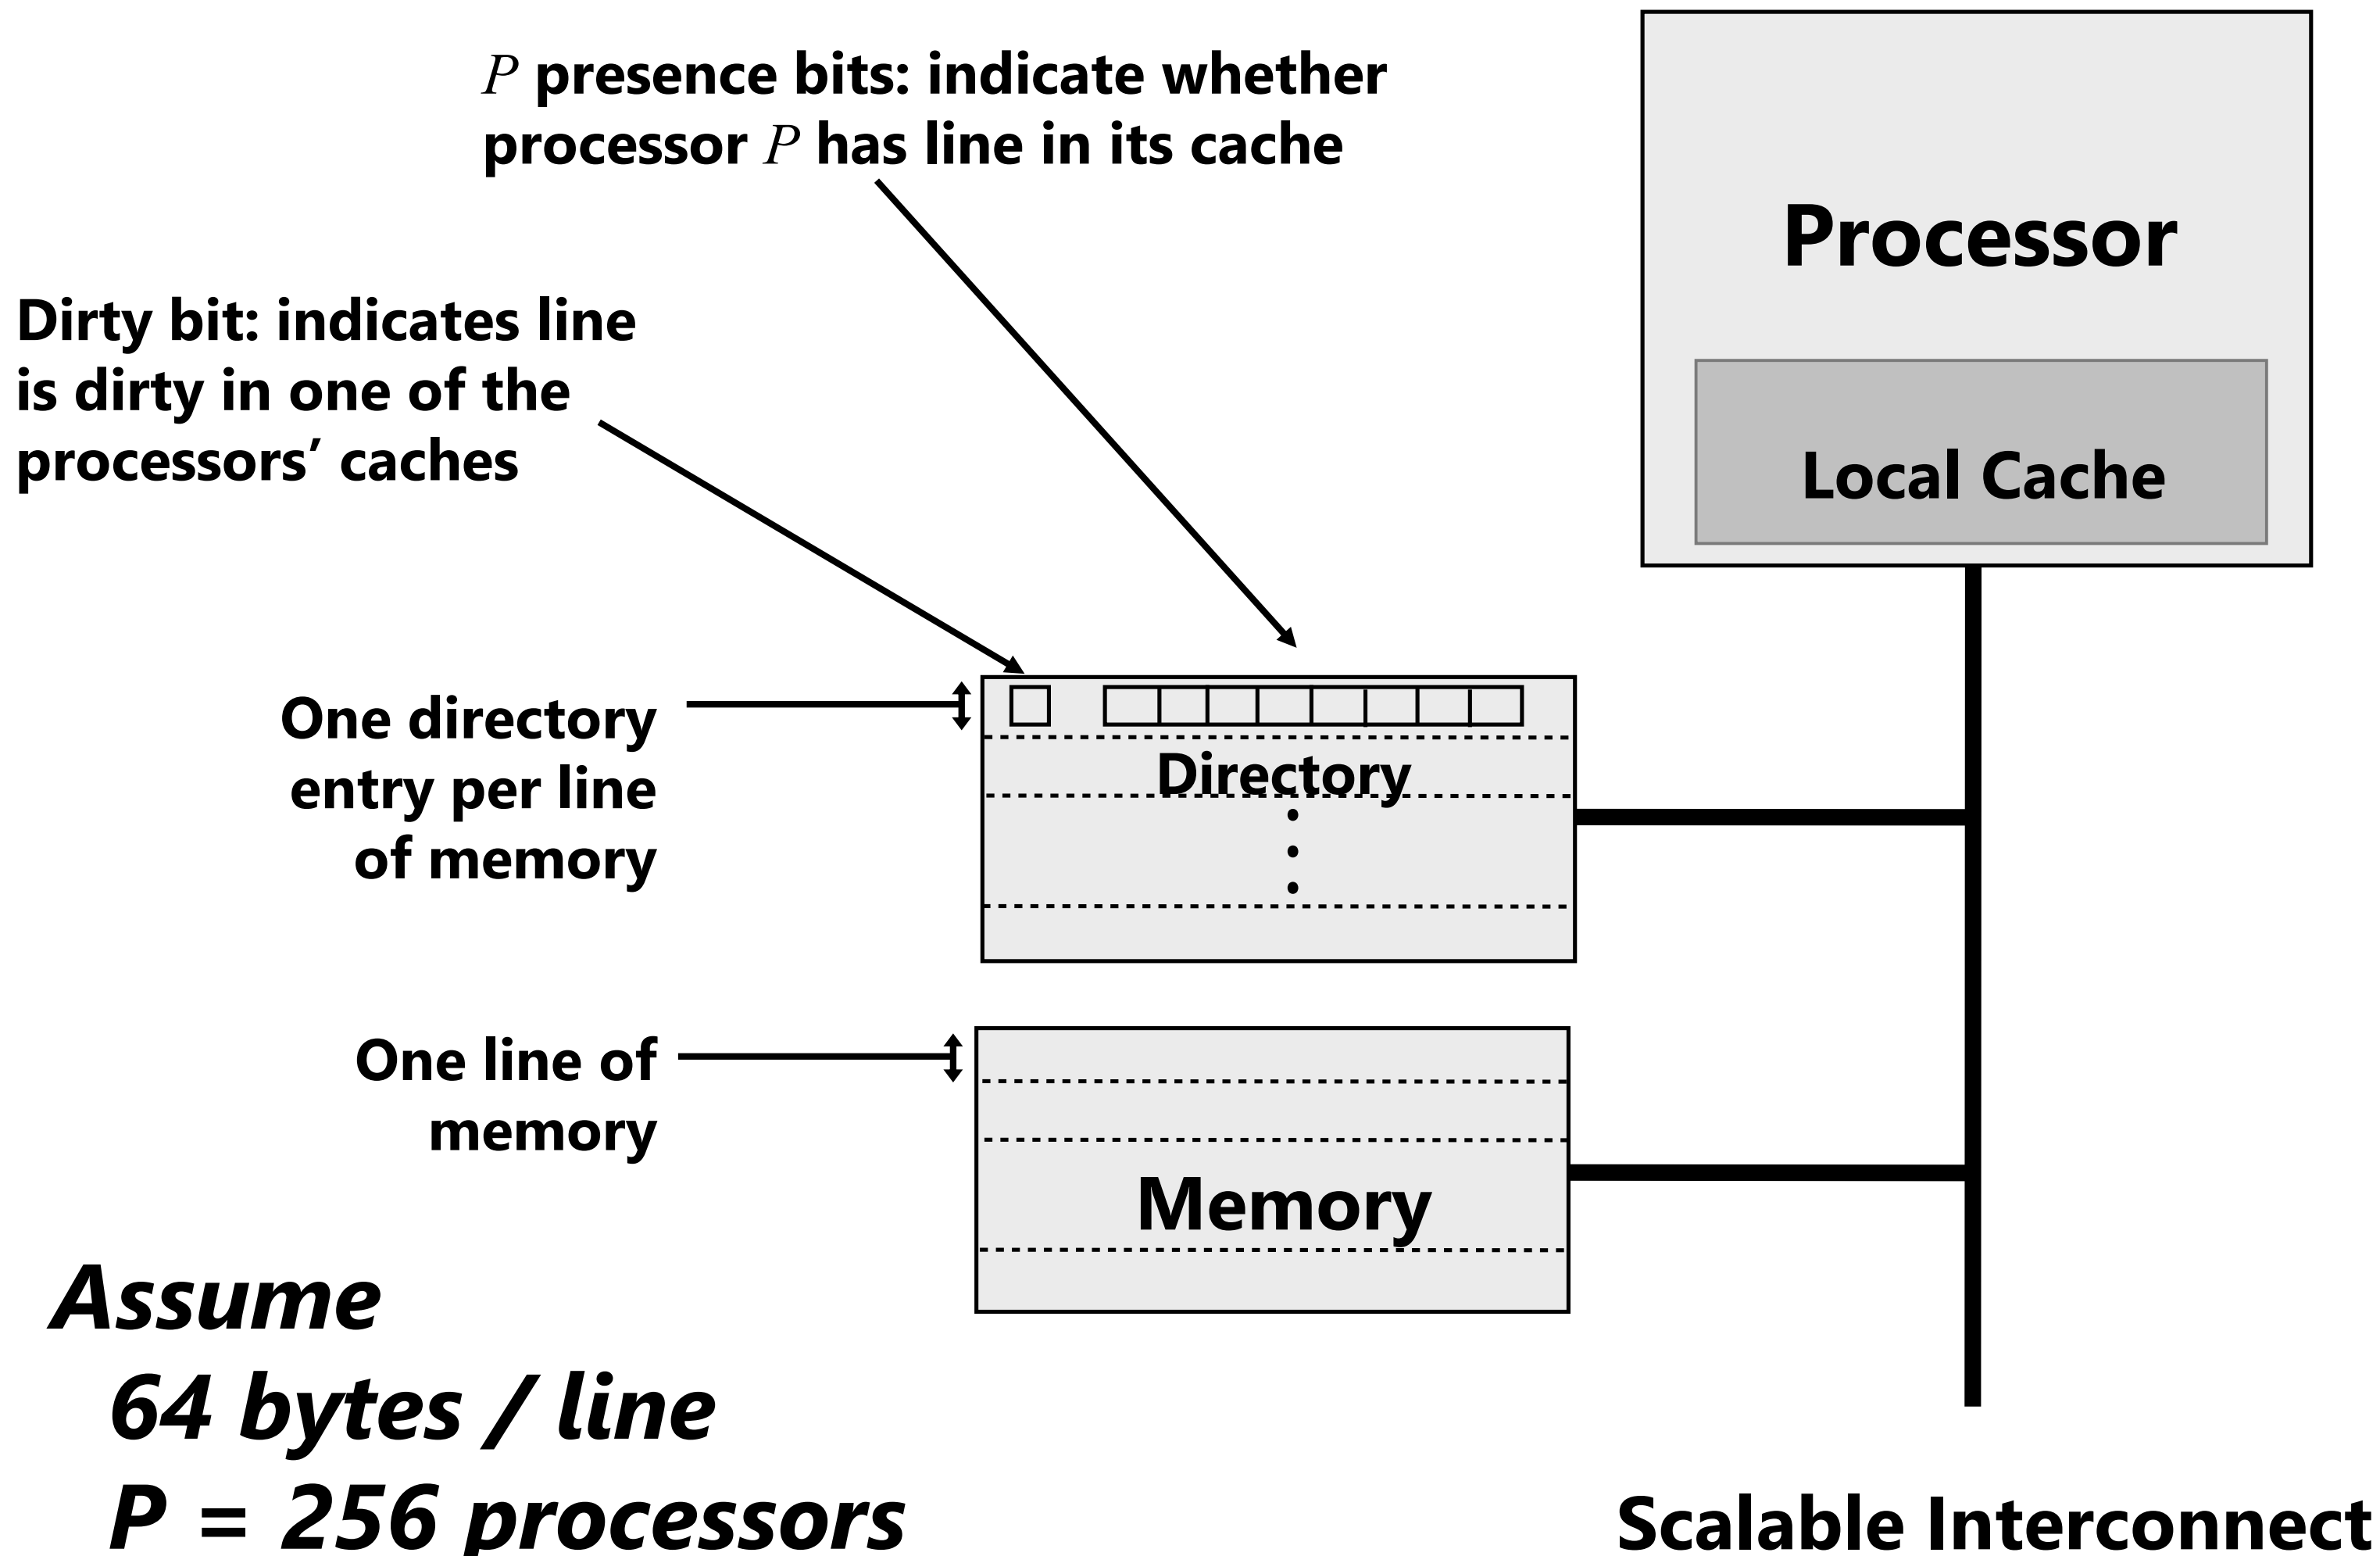 P presence bits: indicate whether
processor P has line in its cache
Processor
Dirty bit: indicates line
is dirty in one of the
processors’ caches
Local Cache
One directory
entry per line
of memory
Directory
One line of
memory
Memory
Assume
64 bytes / line
P = 256 processors
Scalable Interconnect